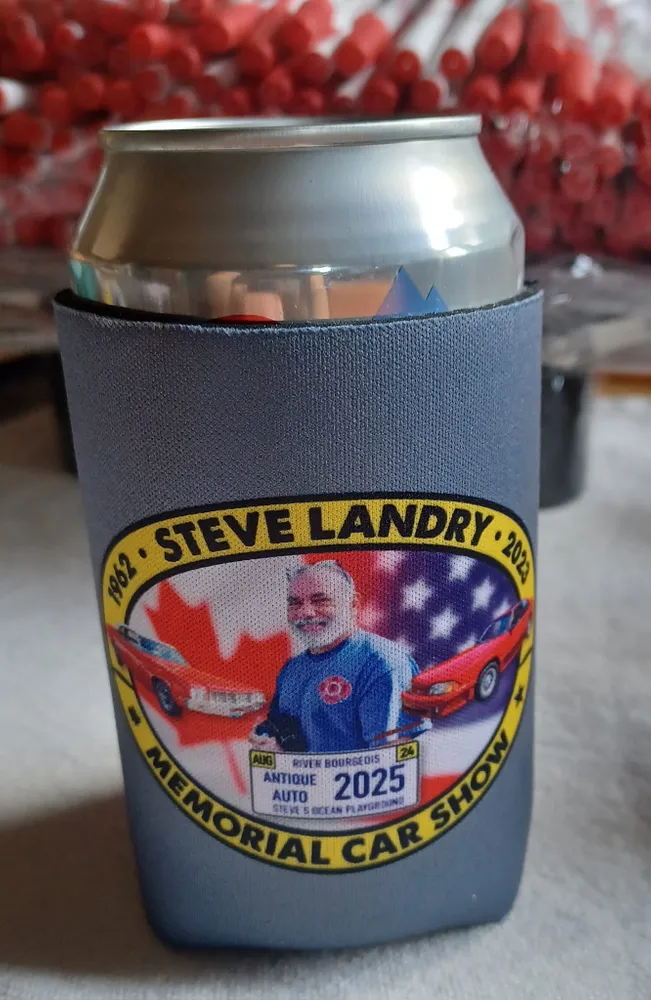 1962 · STEVE LANDRY · 2023
AUG
RIVER BOURGEOIS
24
ANTIQUE
AUTO
2025
STEVE'S OCEAN PLAYGROUND
MEMORIAL CAR SHOW